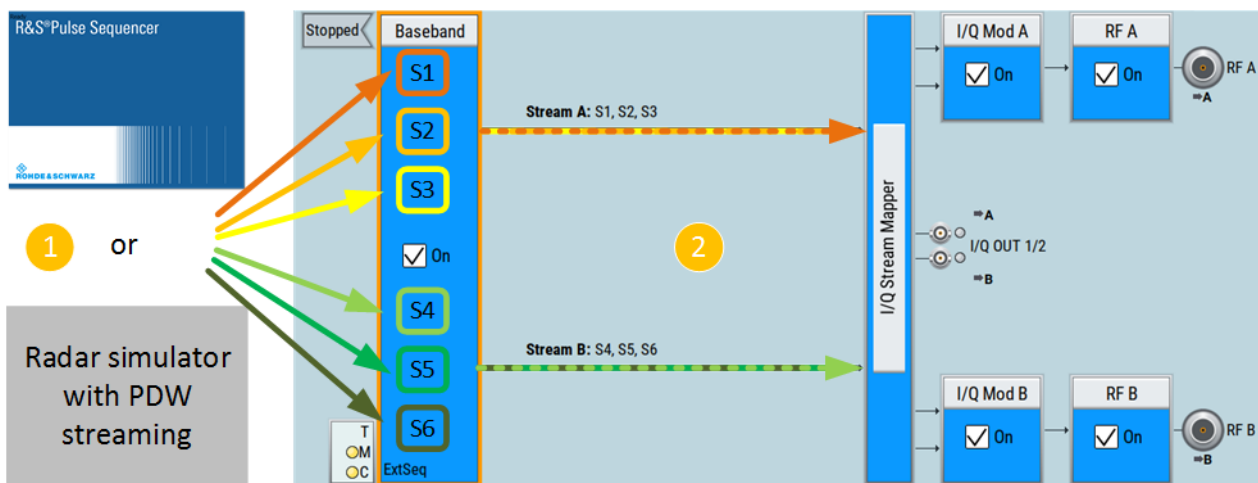 Ready
R&S®Pulse Sequencer
ROHDE & SCHWARZ
1
or
Radar simulator
with PDW
streaming
Stopped
Baseband
S1
S2
S3
On
S4
S5
S6
T
M
C
ExtSeq
Stream A: S1, S2, S3
2
Stream B: S4, S5, S6
I/Q Stream Mapper
I/Q Mod A
On
RF A
On
RF A
A
A
I/Q OUT 1/2
B
I/Q Mod B
On
RF B
On
RF B
B